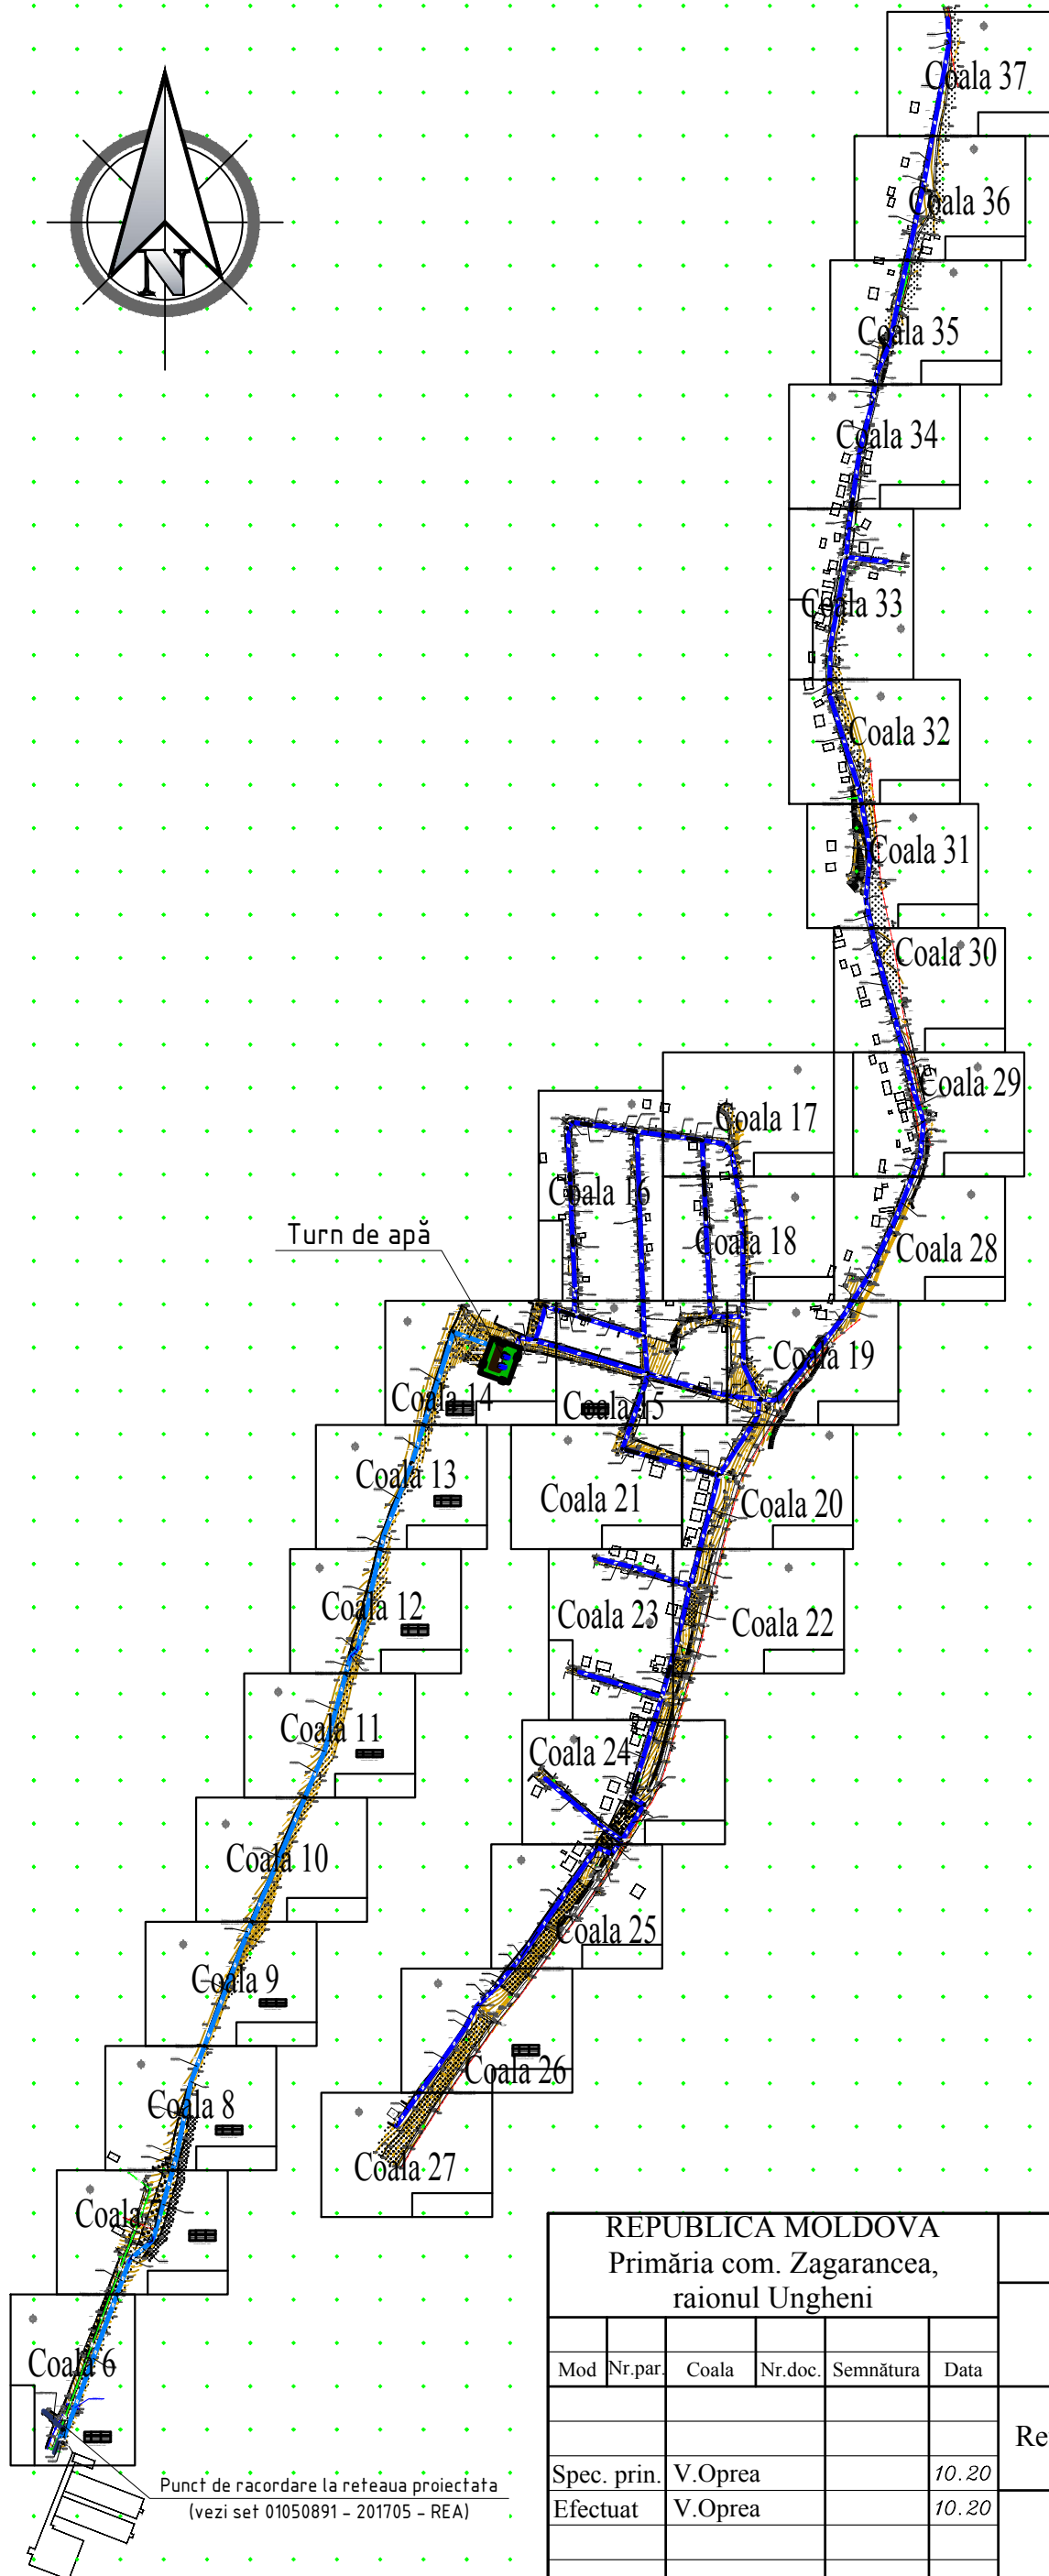 Coala 37
N
Coala 36
Coala 35
Coala 34
Coala 33
Coala 32
Coala 31
Coala 30
Coala 29
Coala 17
Coala 16
Coala 18
Coala 28
Turn de apă
Coala 19
Coala 14
Coala 15
Coala 13
Coala 21
Coala 20
Coala 12
Coala 23
Coala 22
Coala 11
Coala 24
Coala 10
Coala 25
Coala 9
Coala 26
Coala 8
Coala 27
Coala
Coala 6
Punct de racordare la reteaua proiectata
(vezi set 01050891 - 201705 - REA)
REPUBLICA MOLDOVA
Primăria com. Zagarancea,
raionul Ungheni
Mod Nr.par. Coala Nr.doc. Semnătura Data
Re
Spec. prin. V.Oprea 10.20
Efectuat V.Oprea 10.20